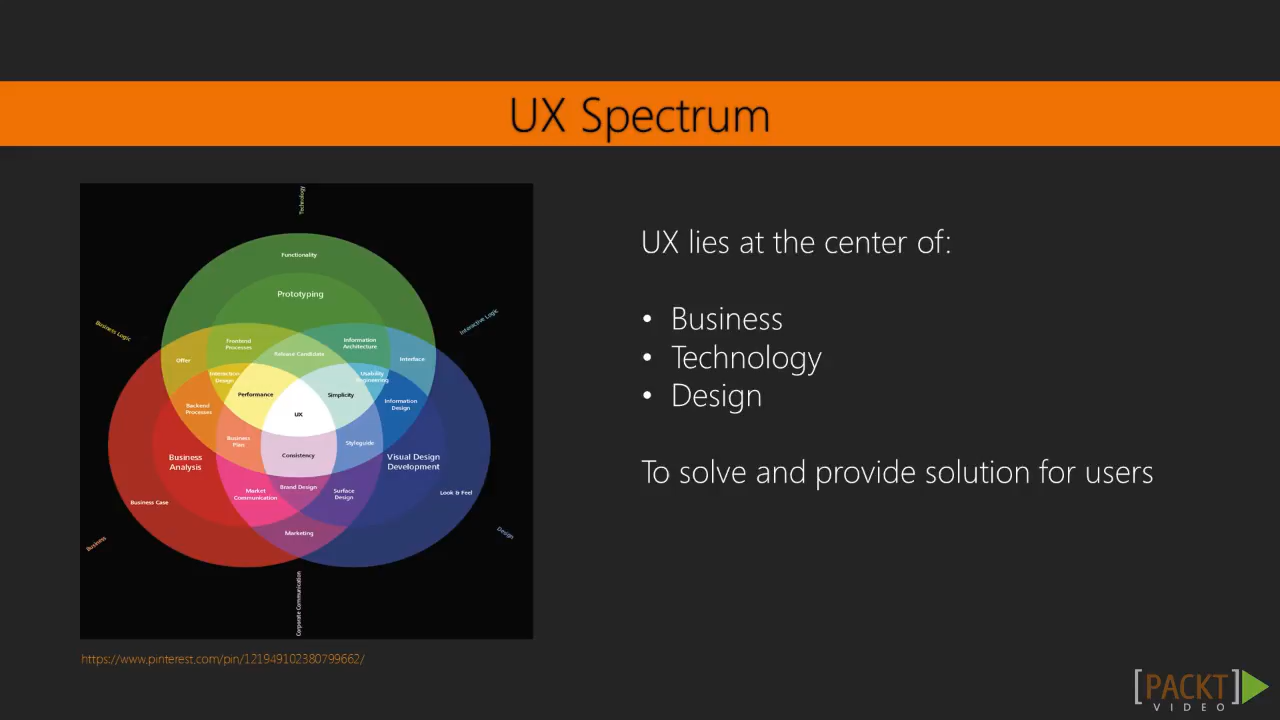 UX Spectrum
Technology
Functionality
Prototyping
Business Logic
Interactive Logic
Frontend
Processes
Information
Architecture
Release Candidate
Offer
Interface
Interaction
Design
Usability
Engineering
Performance
Simplicity
Backend
Processes
Information
Design
UX
Business
Plan
Styleguide
Consistency
Business
Analysis
Visual Design
Development
Market
Communication
Brand Design
Surface
Design
Look & Feel
Business Case
Marketing
Business
Design
Corporate Communication
https://www.pinterest.com/pin/121949102380799662/
UX lies at the center of:
• Business
• Technology
• Design
To solve and provide solution for users
[PACKT]
VIDEO